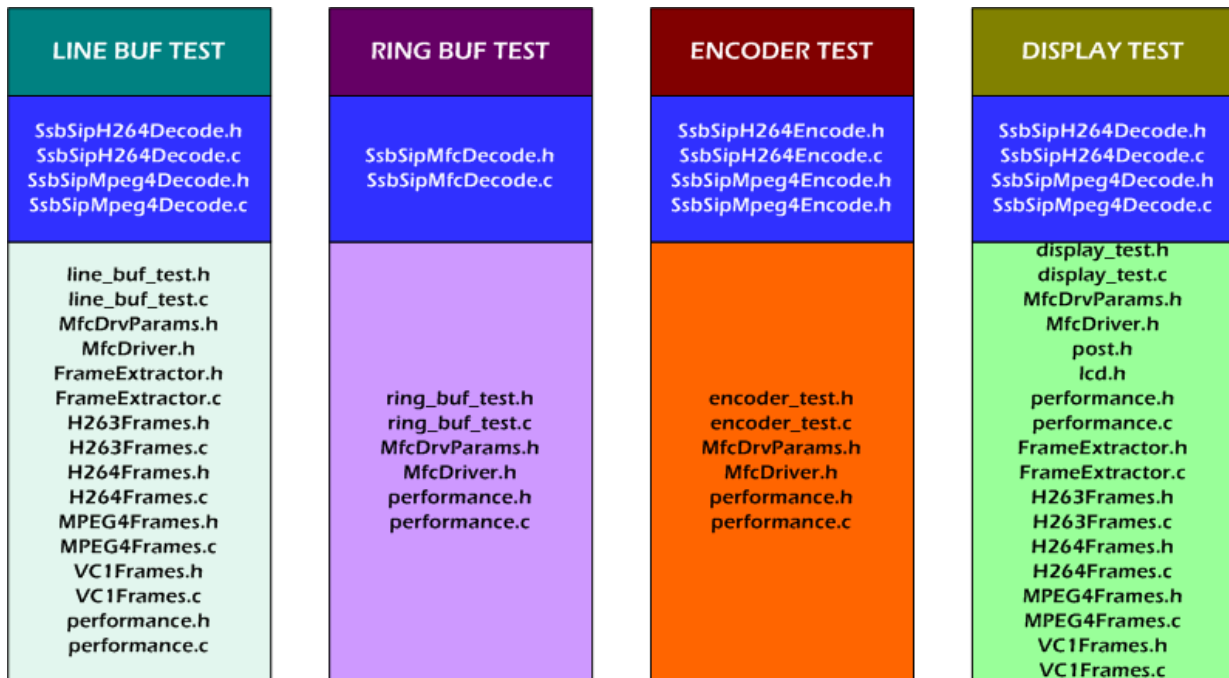 LINE BUF TEST
SsbSipH264Decode.h
SsbSipH264Decode.c
SsbSipMpeg4Decode.h
SsbSipMpeg4Decode.c
line_buf_test.h
line_buf_test.c
MfcDrvParams.h
MfcDriver.h
FrameExtractor.h
FrameExtractor.c
H263Frames.h
H263Frames.c
H264Frames.h
H264Frames.c
MPEG4Frames.h
MPEG4Frames.c
VC1Frames.h
VC1Frames.c
performance.h
performance.c
RING BUF TEST
SsbSipMfcDecode.h
SsbSipMfcDecode.c
ring_buf_test.h
ring_buf_test.c
MfcDrvParams.h
MfcDriver.h
performance.h
performance.c
ENCODER TEST
SsbSipH264Encode.h
SsbSipH264Encode.c
SsbSipMpeg4Encode.h
SsbSipMpeg4Encode.h
encoder_test.h
encoder_test.c
MfcDrvParams.h
MfcDriver.h
performance.h
performance.c
DISPLAY TEST
SsbSipH264Decode.h
SsbSipH264Decode.c
SsbSipMpeg4Decode.h
SsbSipMpeg4Decode.c
display_test.h
display_test.c
MfcDrvParams.h
MfcDriver.h
post.h
lcd.h
performance.h
performance.c
FrameExtractor.h
FrameExtractor.c
H263Frames.h
H263Frames.c
H264Frames.h
H264Frames.c
MPEG4Frames.h
MPEG4Frames.c
VC1Frames.h
VC1Frames.c